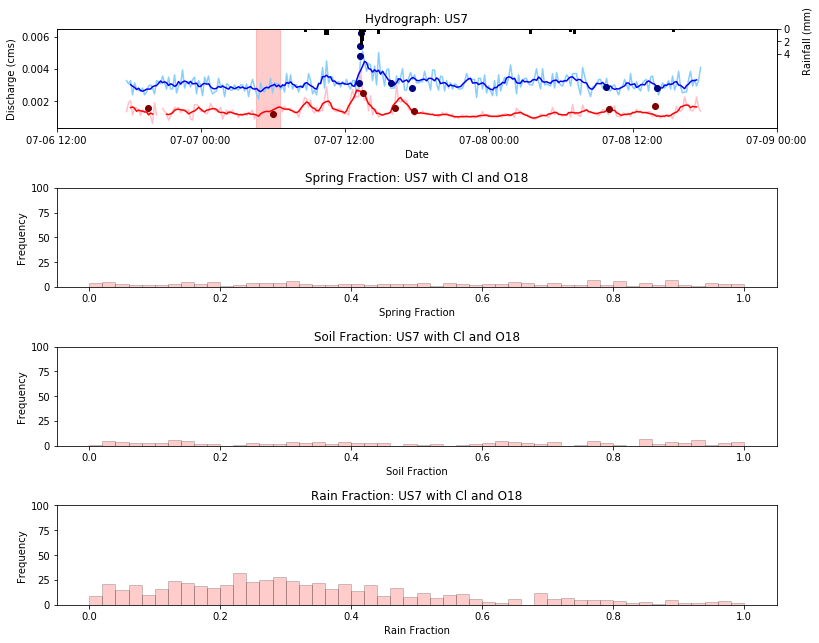 Hydrograph: US7
0.006
0.004
0.002
Discharge (cms)
0
2
4
Rainfall (mm)
07-06 12:00 07-07 00:00 07-07 12:00 07-08 00:00 07-08 12:00 07-09 00:00
Date
Spring Fraction: US7 with Cl and O18
100
75
50
25
0
Frequency
0.0 0.2 0.4 0.6 0.8 1.0
Spring Fraction
Soil Fraction: US7 with Cl and O18
100
75
50
25
0
Frequency
0.0 0.2 0.4 0.6 0.8 1.0
Soil Fraction
Rain Fraction: US7 with Cl and O18
100
75
50
25
0
Frequency
0.0 0.2 0.4 0.6 0.8 1.0
Rain Fraction